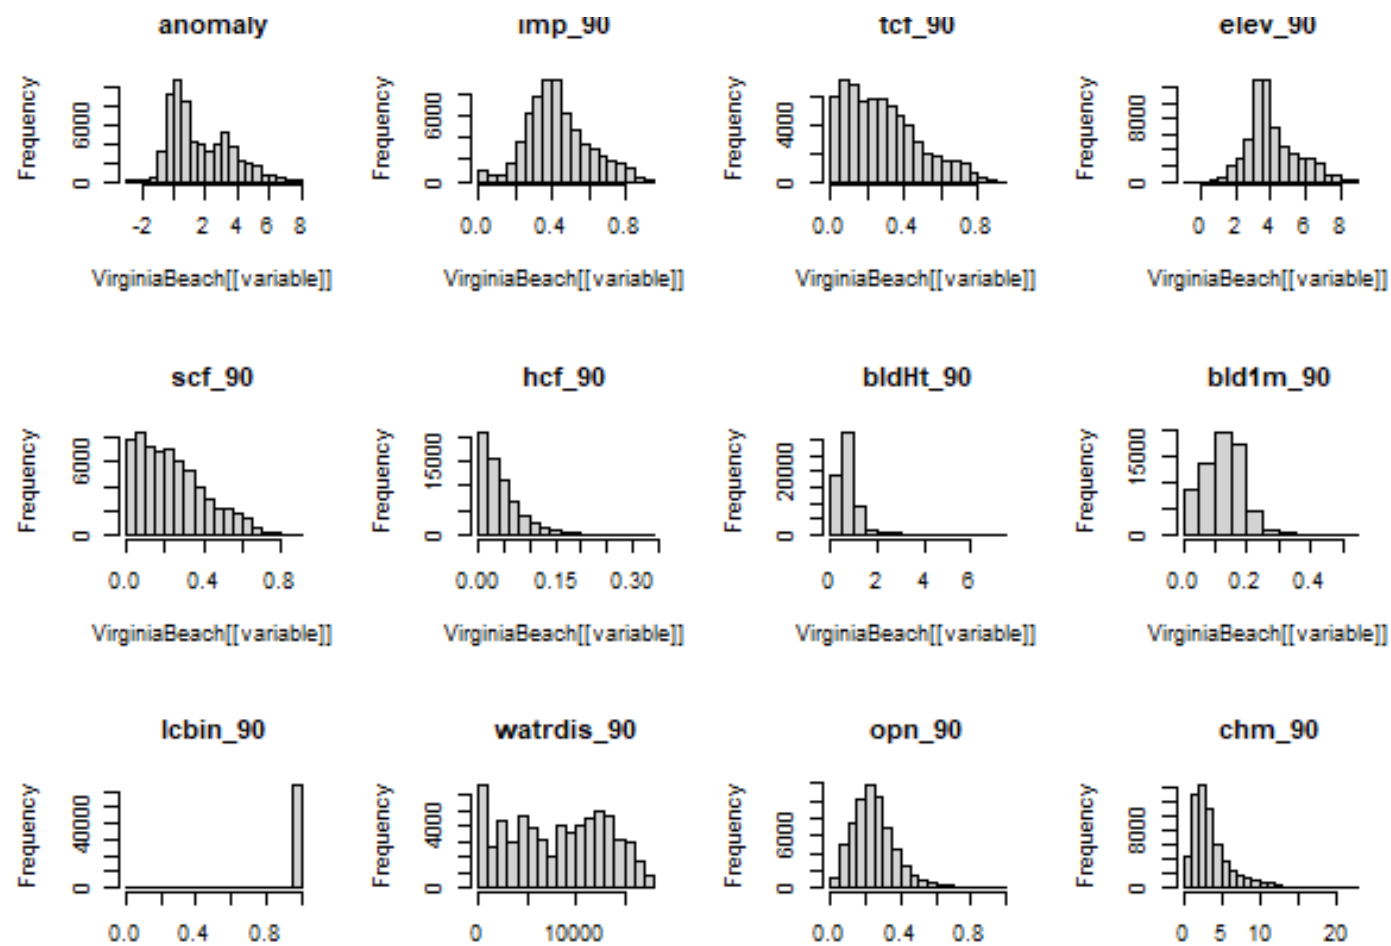 anomaly imp_90 tcf_90 elev_90
Frequency 0 6000 Frequency 0 6000 Frequency 0 4000 Frequency 0 8000
-2 2 4 6 8 0.0 0.4 0.8 0.0 0.4 0.8 0 2 4 6 8
VirginiaBeach[[variable]] VirginiaBeach[[variable]] VirginiaBeach[[variable]] VirginiaBeach[[variable]]
scf_90 hcf_90 bldHt_90 bld1m_90
Frequency 0 6000 Frequency 0 15000 Frequency 0 20000 Frequency 0 15000
0.0 0.4 0.8 0.00 0.15 0.30 0 2 4 6 0.0 0.2 0.4
VirginiaBeach[[variable]] VirginiaBeach[[variable]] VirginiaBeach[[variable]] VirginiaBeach[[variable]]
lcbin_90 watrdis_90 opn_90 chm_90
Frequency 0 40000 Frequency 0 4000 Frequency 0 6000 Frequency 0 8000
0.0 0.4 0.8 0 10000 0.0 0.4 0.8 0 5 10 20